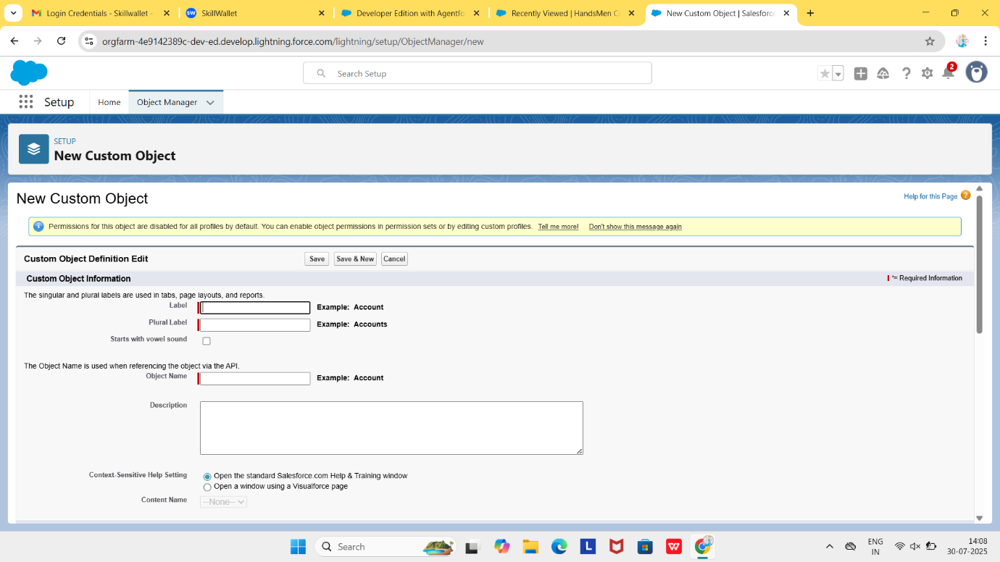 Login Credentials - Skillwallet -
SkillWallet
Developer Edition with Agentfo
Recently Viewed | HandsMen Cu
New Custom Object | Salesforce
orgfarm-4e9142389c-dev-ed.develop.lightning.force.com/lightning/setup/ObjectManager/new
Search Setup
2
Setup
Home
Object Manager
SETUP
New Custom Object
New Custom Object
Help for this Page
Permissions for this object are disabled for all profiles by default. You can enable object permissions in permission sets or by editing custom profiles. Tell me more! Don't show this message again
Custom Object Definition Edit
Save
Save & New
Cancel
Custom Object Information
= Required Information
The singular and plural labels are used in tabs, page layouts, and reports.
Label
Example: Account
Plural Label
Example: Accounts
Starts with vowel sound
The Object Name is used when referencing the object via the API.
Object Name
Example: Account
Description
Context-Sensitive Help Setting
Open the standard Salesforce.com Help & Training window
Open a window using a Visualforce page
Content Name
--None--
Search
ENG
IN
14:08
30-07-2025